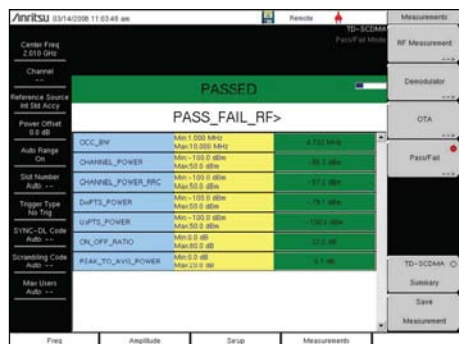 Anritsu 03/14/2008 11:03:48 am
Remote
Measurements
TD-SCDMA
Pass/Fail Mode
Center Freq
2.010 GHz
Channel
--
Reference Source
Int Std Accy
Power Offset
0.0 dB
Auto Range
On
Slot Number
Auto --
Trigger Type
No Trig
SYNC-DL Code
Auto --
Scrambling Code
Auto --
Max Users
Auto --
PASSED
PASS_FAIL_RF>
OCC_BW
Min:1.000 MHz
Max:10.000 MHz
CHANNEL_POWER
Min:-100.0 dBm
Max:50.0 dBm
CHANNEL_POWER_RRC
Min:-100.0 dBm
Max:50.0 dBm
DwPTS_POWER
Min:-100.0 dBm
Max:50.0 dBm
UpPTS_POWER
Min:-100.0 dBm
Max:50.0 dBm
ON_OFF_RATIO
Min:0.0 dB
Max:80.0 dB
PEAK_TO_AVG_POWER
Min:0.0 dB
Max:20.0 dB
RF Measurement
-->
Demodulator
-->
OTA
-->
Pass/Fail
-->
TD-SCDMA
Summary
Save
Measurement
Freq
Amplitude
Setup
Measurements